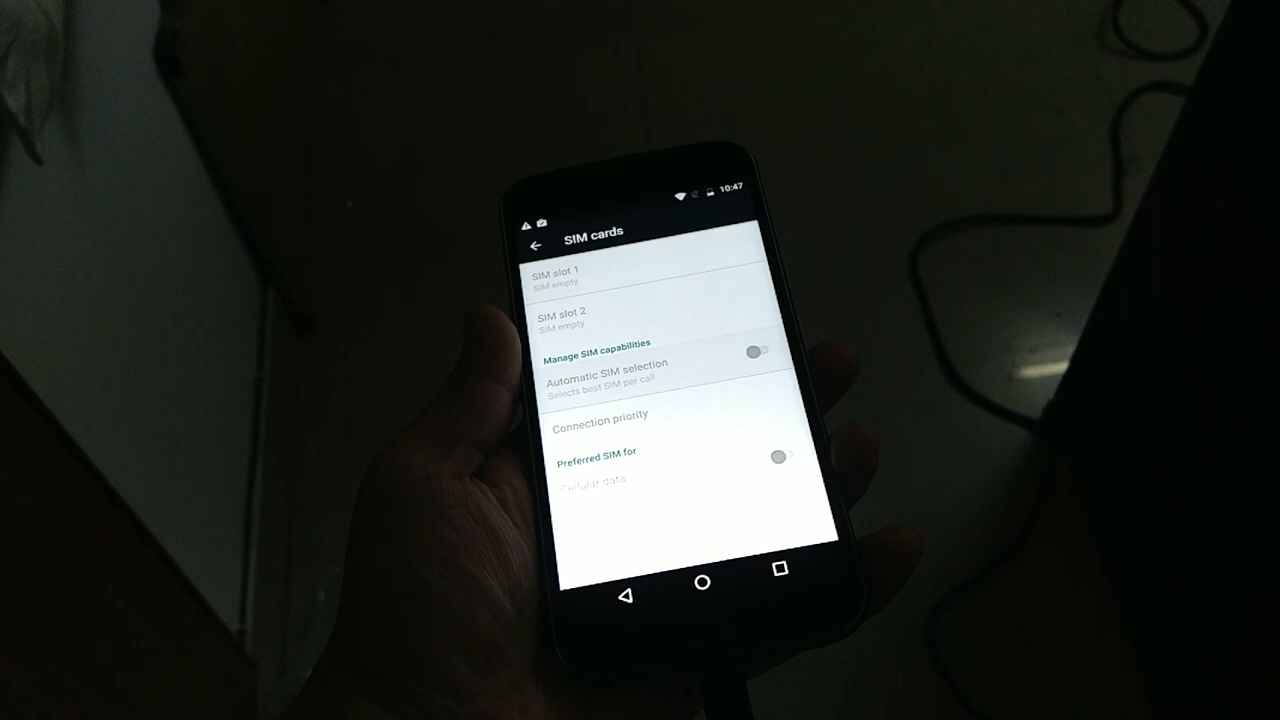 10:47
SIM cards
SIM slot 1
SIM empty
SIM slot 2
SIM empty
Manage SIM capabilities
Automatic SIM selection
Selects best SIM per call
Connection priority
Preferred SIM for
Cellular data